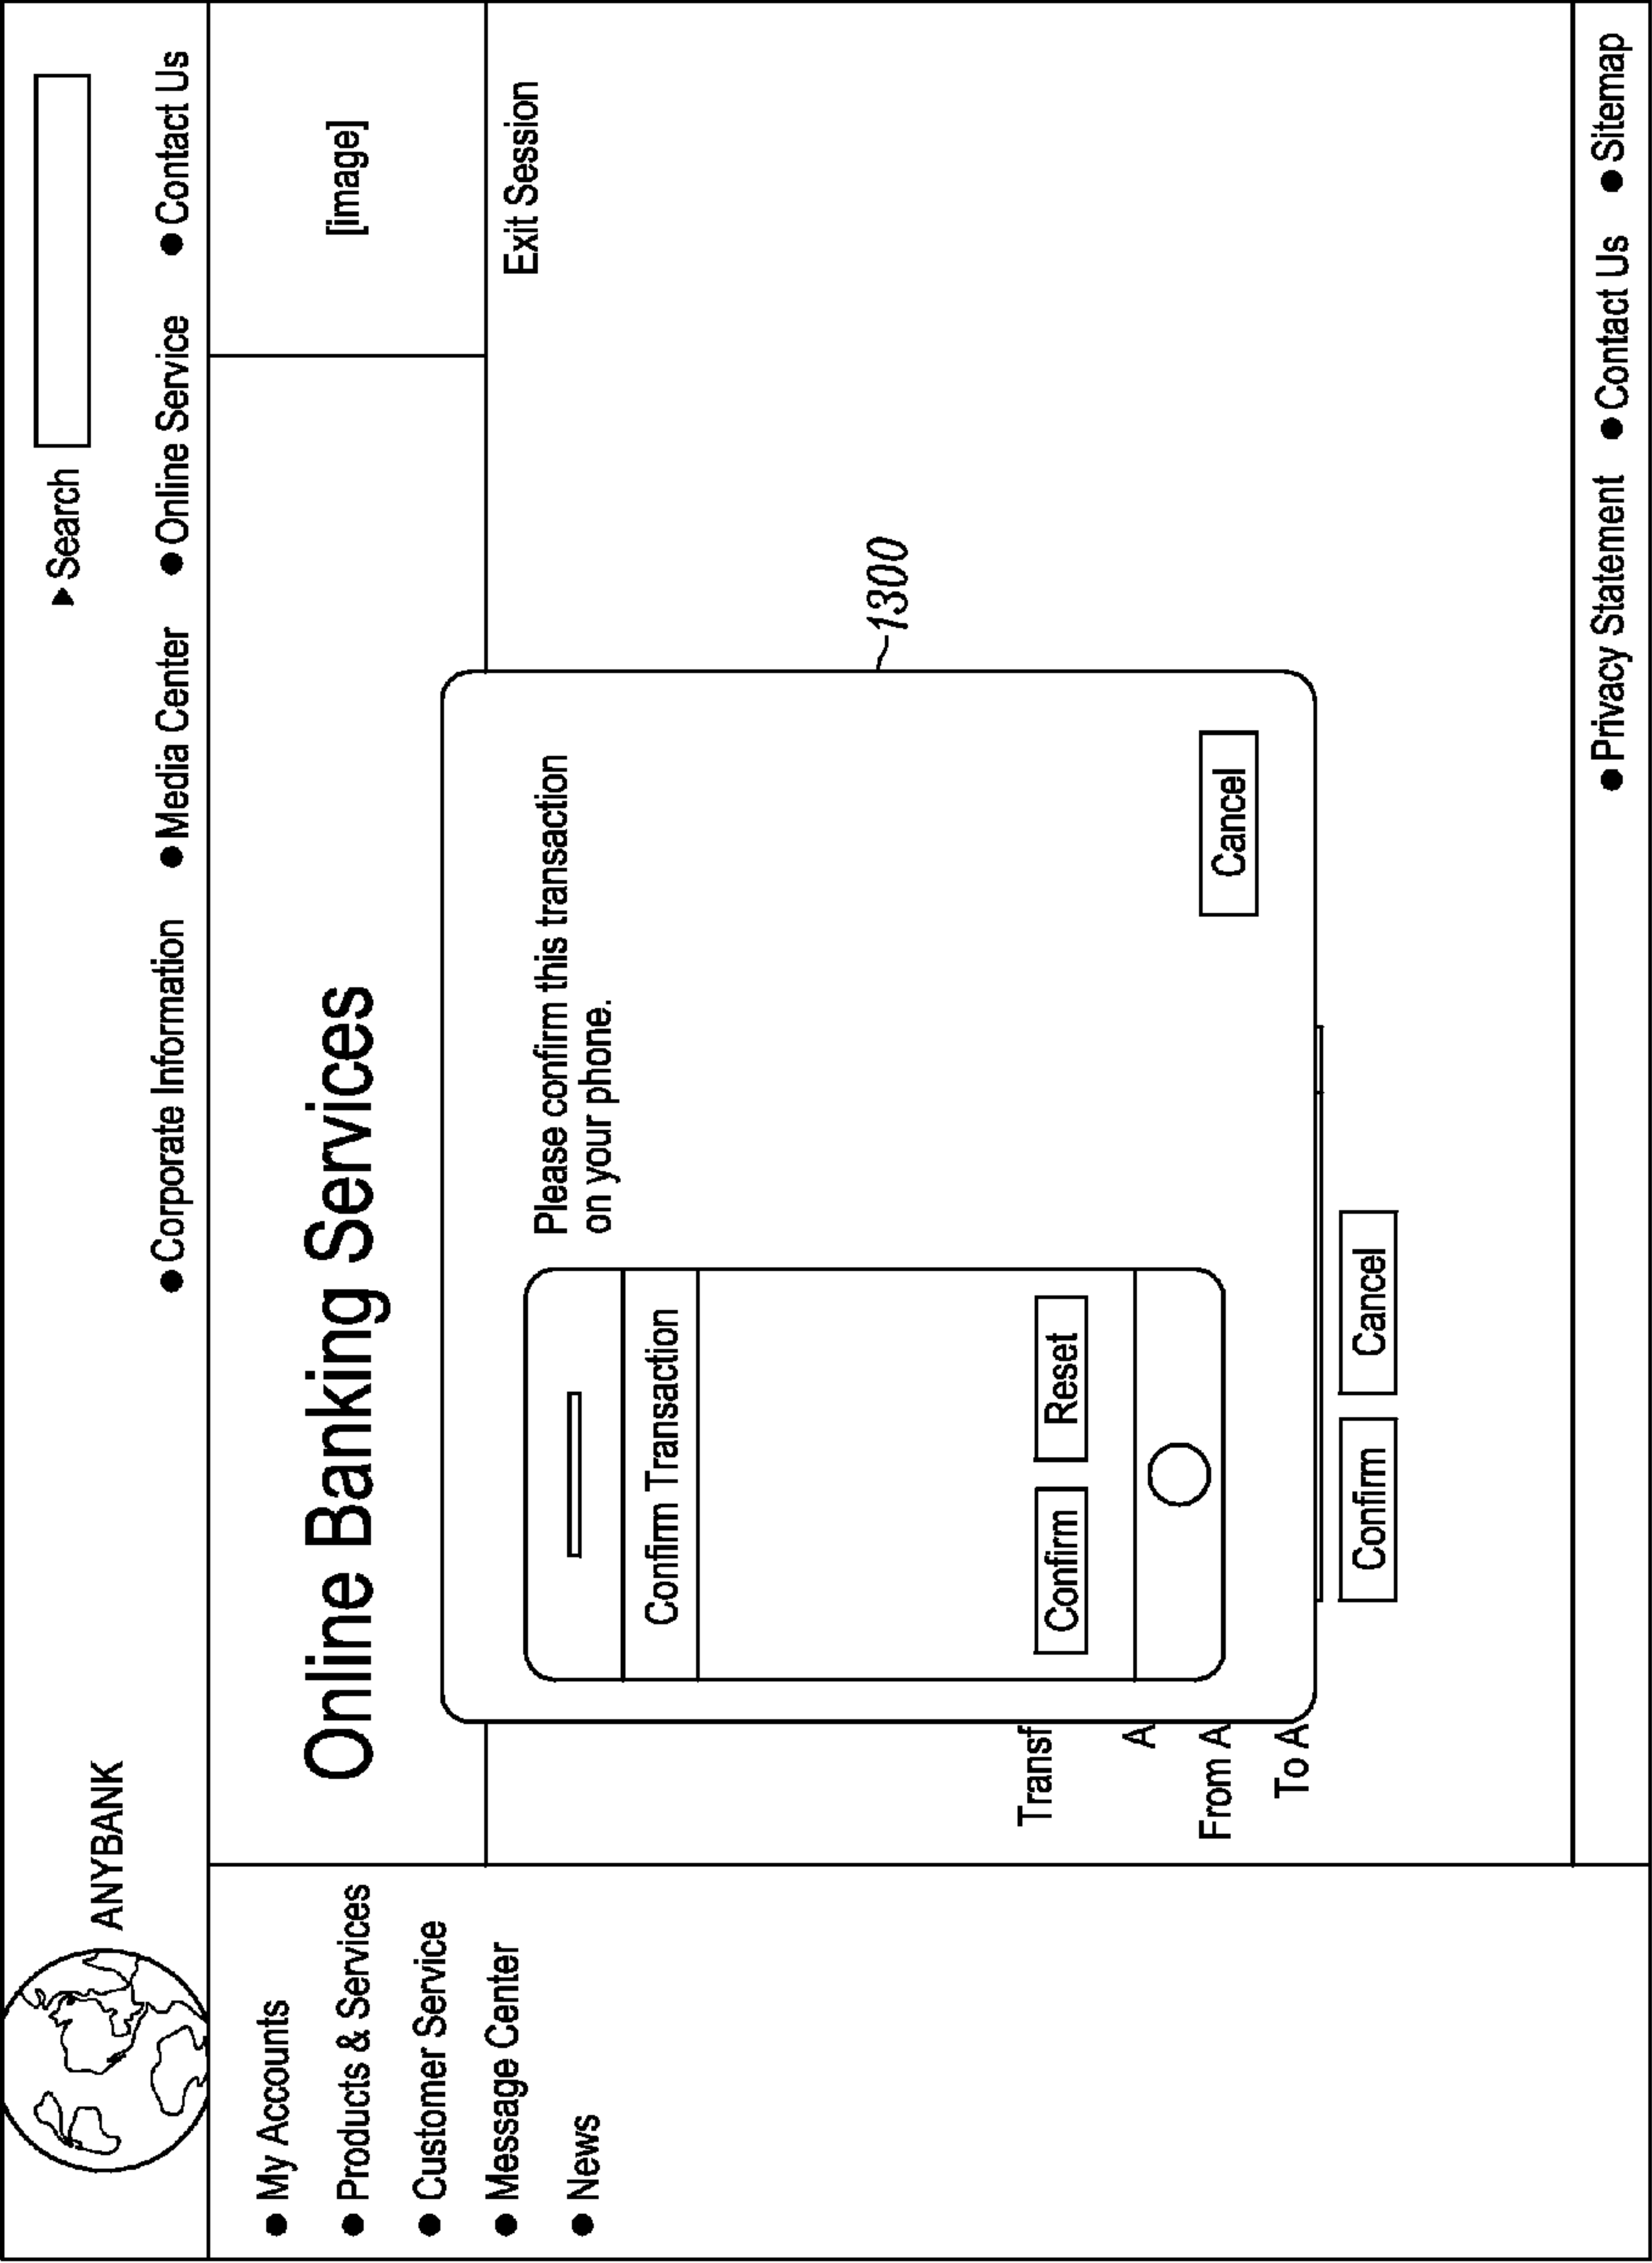 ANYBANK
▶ Search
● Corporate Information ● Media Center ● Online Service ● Contact Us
● My Accounts
● Products & Services
● Customer Service
● Message Center
● News
Online Banking Services
[image]
Exit Session
Please confirm this transaction
on your phone.
Confirm Transaction
Confirm Reset
Cancel
1300
Transf
A
From A
To A
Confirm Cancel
● Privacy Statement ● Contact Us ● Sitemap